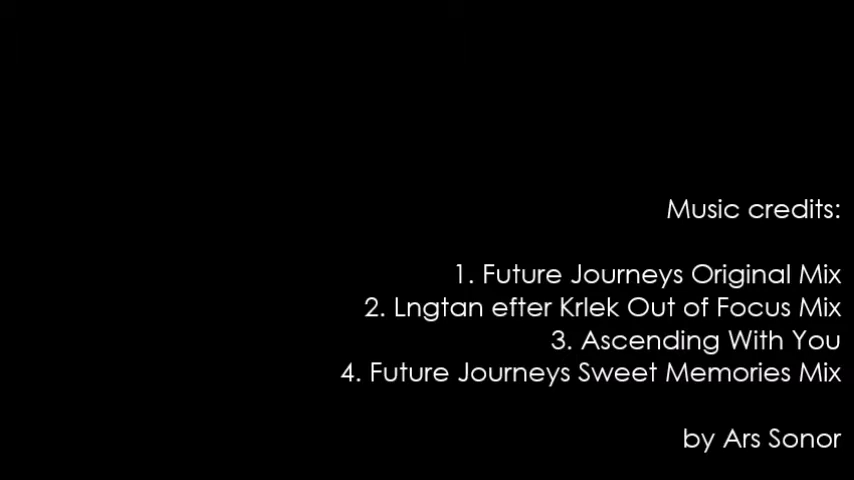 Music credits:
1. Future Journeys Original Mix
2. Lngtan efter Krlek Out of Focus Mix
3. Ascending With You
4. Future Journeys Sweet Memories Mix
by Ars Sonor